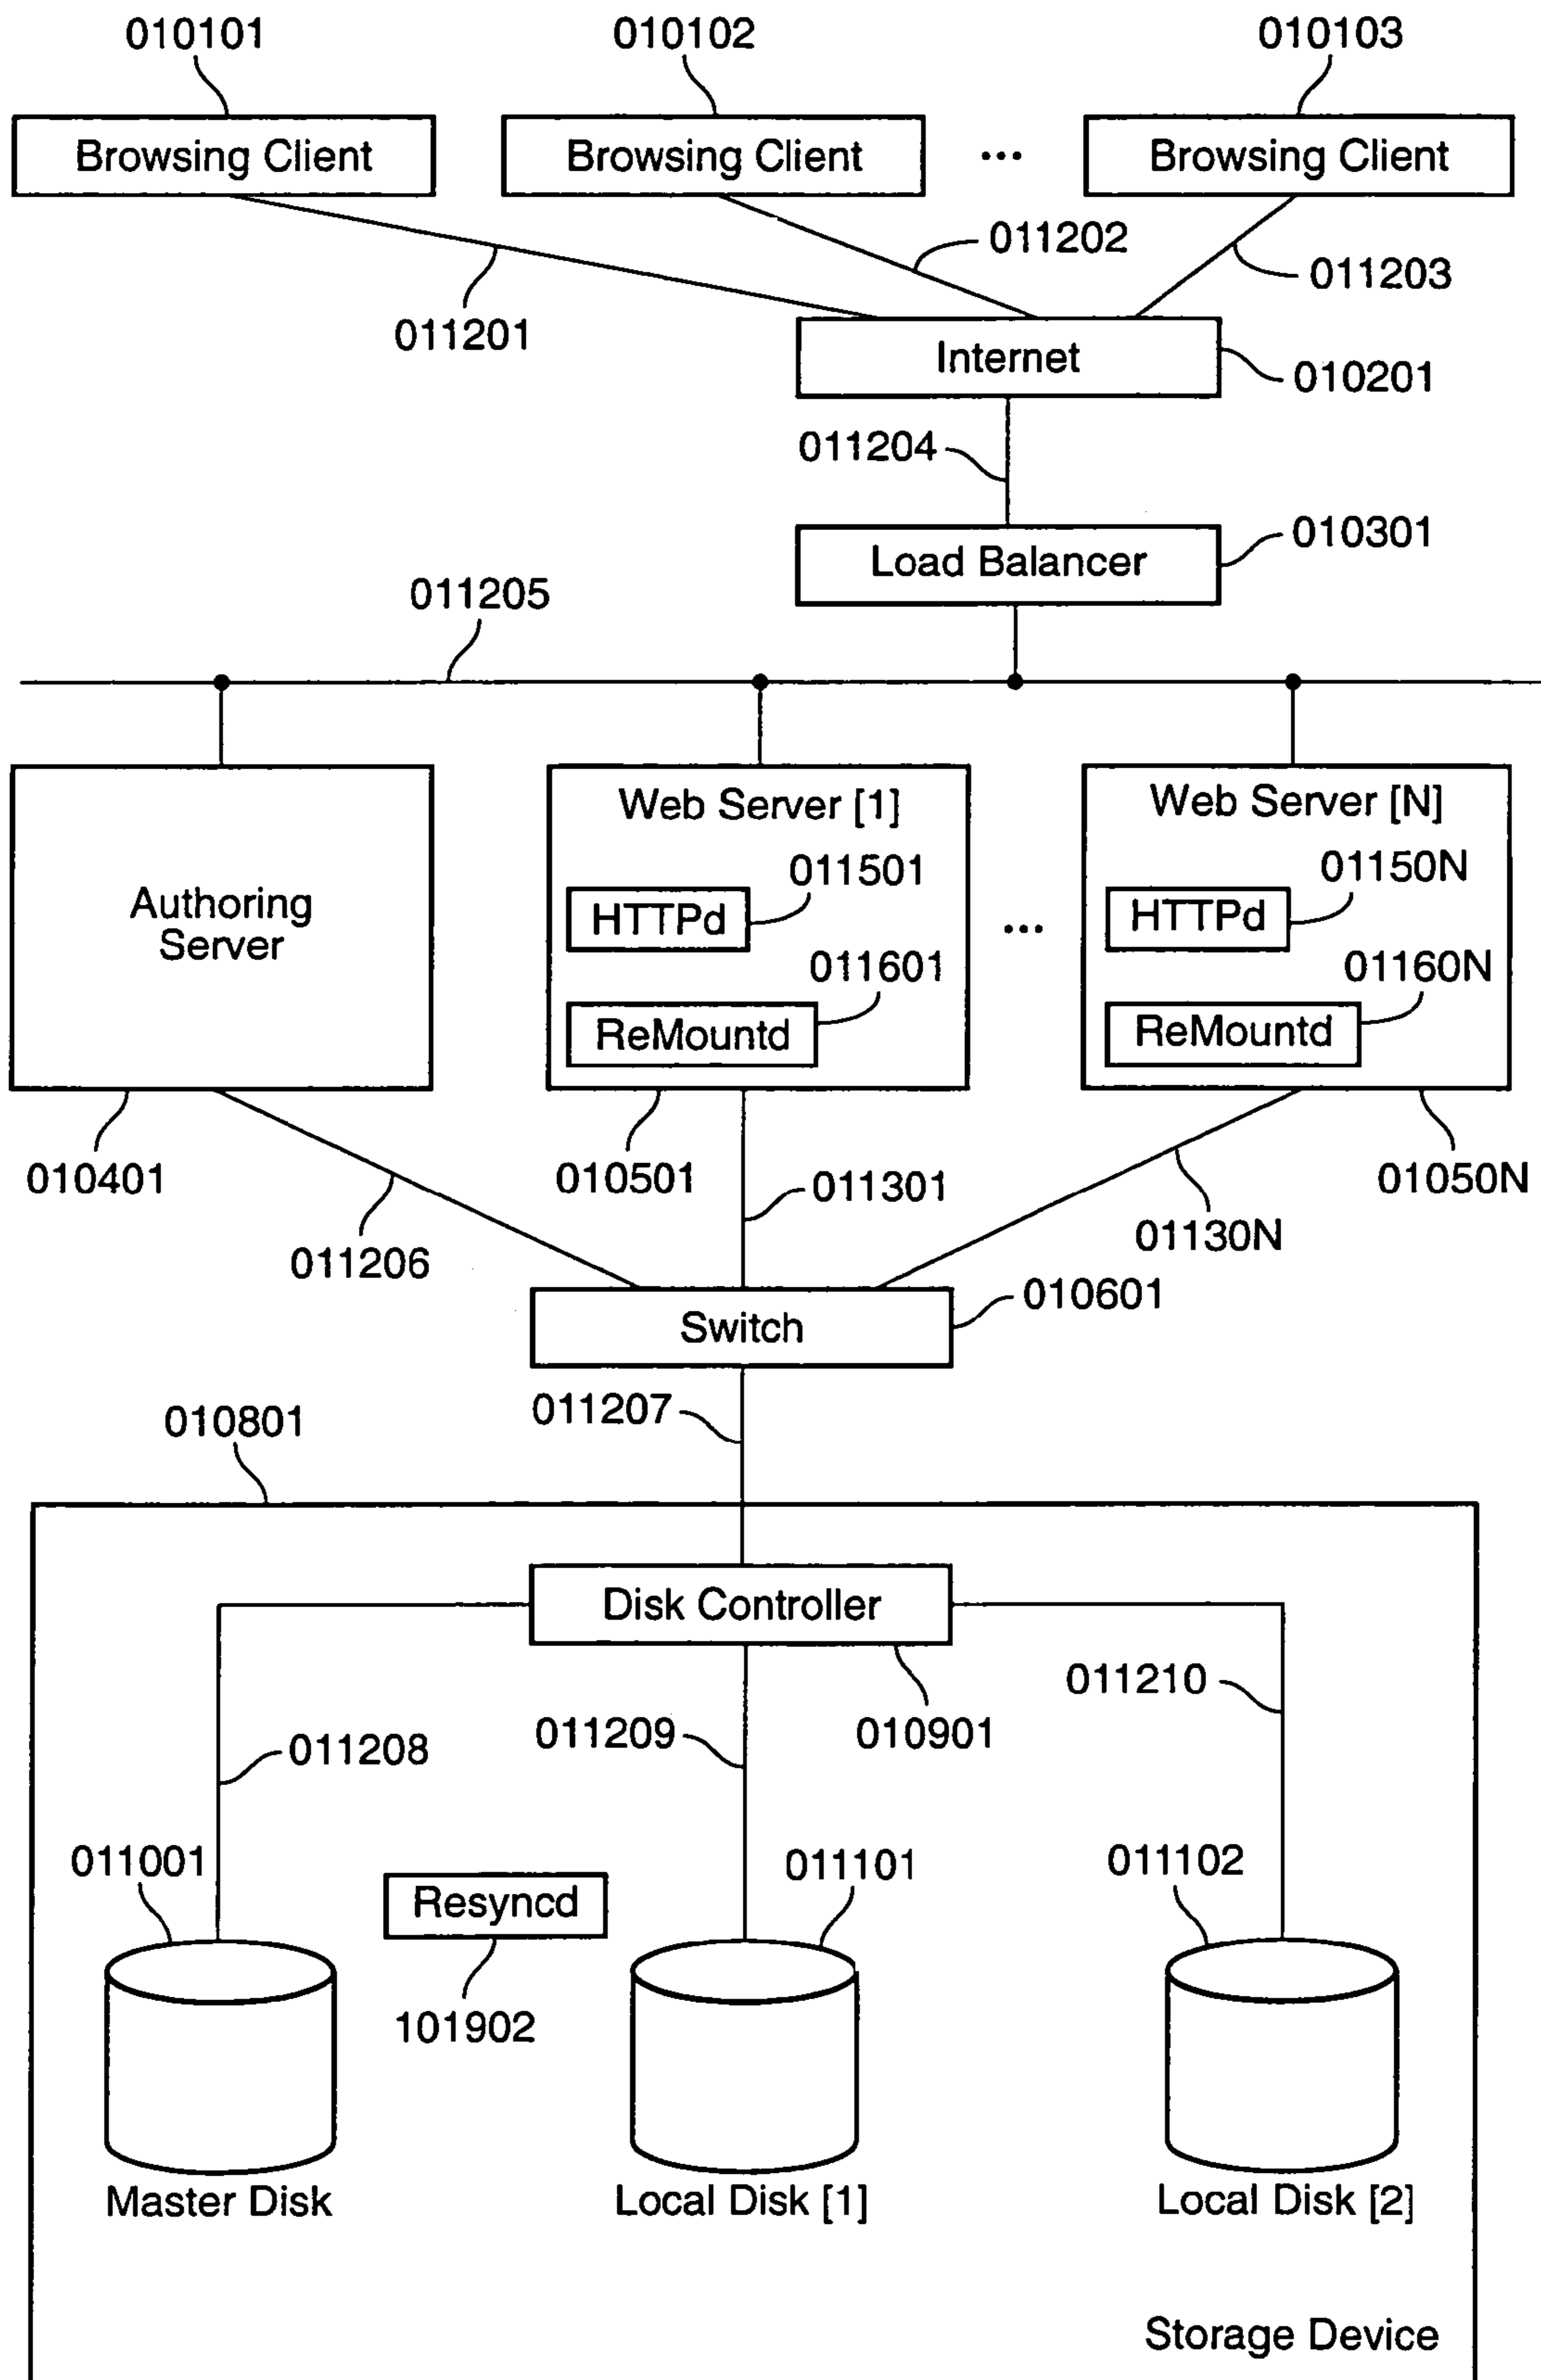 010101
010102
010103
Browsing Client
Browsing Client
...
Browsing Client
011202
011203
011201
Internet
010201
011204
010301
Load Balancer
011205
Web Server [1]
Web Server [N]
011501
01150N
Authoring
Server
HTTPd
...
HTTPd
011601
01160N
ReMountd
ReMountd
010401
010501
011301
01050N
011206
01130N
010601
Switch
011207
010801
Disk Controller
011210
011208
011209
010901
011001
Resyncd
011101
011102
101902
Master Disk
Local Disk [1]
Local Disk [2]
Storage Device